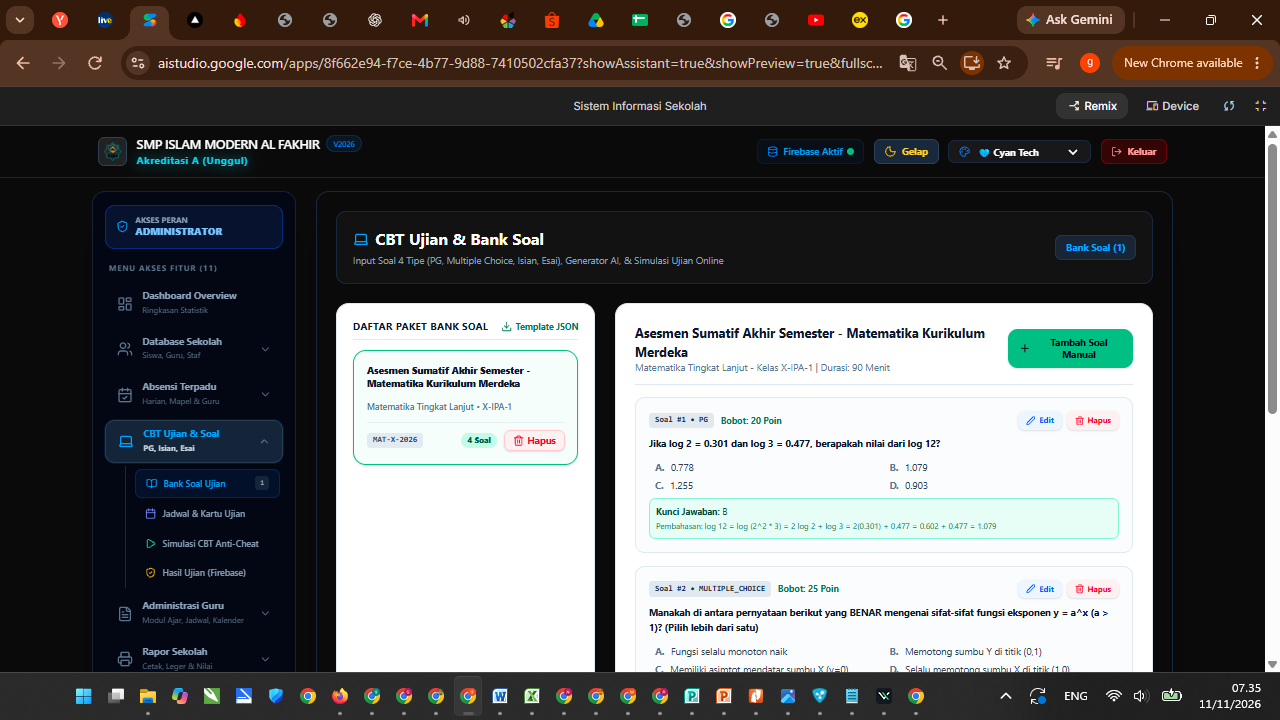 Ask Gemini
aistudio.google.com/apps/8f662e94-f7ce-4b77-9d88-7410502cfa37?showAssistant=true&showPreview=true&fullsc...
New Chrome available
Sistem Informasi Sekolah
Remix
Device
SMP ISLAM MODERN AL FAKHIR
V2026
Akreditasi A (Unggul)
Firebase Aktif
Gelap
Cyan Tech
Keluar
AKSES PERAN
ADMINISTRATOR
MENU AKSES FITUR (11)
Dashboard Overview
Ringkasan Statistik
Database Sekolah
Siswa, Guru, Staf
Absensi Terpadu
Harian, Mapel & Guru
CBT Ujian & Soal
PG, Isian, Esai
Bank Soal Ujian
1
Jadwal & Kartu Ujian
Simulasi CBT Anti-Cheat
Hasil Ujian (Firebase)
Administrasi Guru
Modul Ajar, Jadwal, Kalender
Rapor Sekolah
Cetak, Leger & Nilai
CBT Ujian & Bank Soal
Input Soal 4 Tipe (PG, Multiple Choice, Isian, Esai), Generator AI, & Simulasi Ujian Online
Bank Soal (1)
DAFTAR PAKET BANK SOAL
Template JSON
Asesmen Sumatif Akhir Semester -
Matematika Kurikulum Merdeka
Matematika Tingkat Lanjut • X-IPA-1
MAT-X-2026
4 Soal
Hapus
Asesmen Sumatif Akhir Semester - Matematika Kurikulum
Merdeka
Matematika Tingkat Lanjut - Kelas X-IPA-1 | Durasi: 90 Menit
Tambah Soal
Manual
Soal #1 • PG
Bobot: 20 Poin
Edit
Hapus
Jika log 2 = 0.301 dan log 3 = 0.477, berapakah nilai dari log 12?
A. 0.778
B. 1.079
C. 1.255
D. 0.903
Kunci Jawaban: B
Pembahasan: log 12 = log (2^2 * 3) = 2 log 2 + log 3 = 2(0.301) + 0.477 = 0.602 + 0.477 = 1.079
Soal #2 • MULTIPLE_CHOICE
Bobot: 25 Poin
Edit
Hapus
Manakah di antara pernyataan berikut yang BENAR mengenai sifat-sifat fungsi eksponen y = a^x (a >
1)? (Pilih lebih dari satu)
A. Fungsi selalu monoton naik
B. Memotong sumbu Y di titik (0,1)
C. Memiliki asimtot mendatar sumbu X (y=0)
D. Selalu memotong sumbu X di titik (1,0)
ENG
07.35
11/11/2026